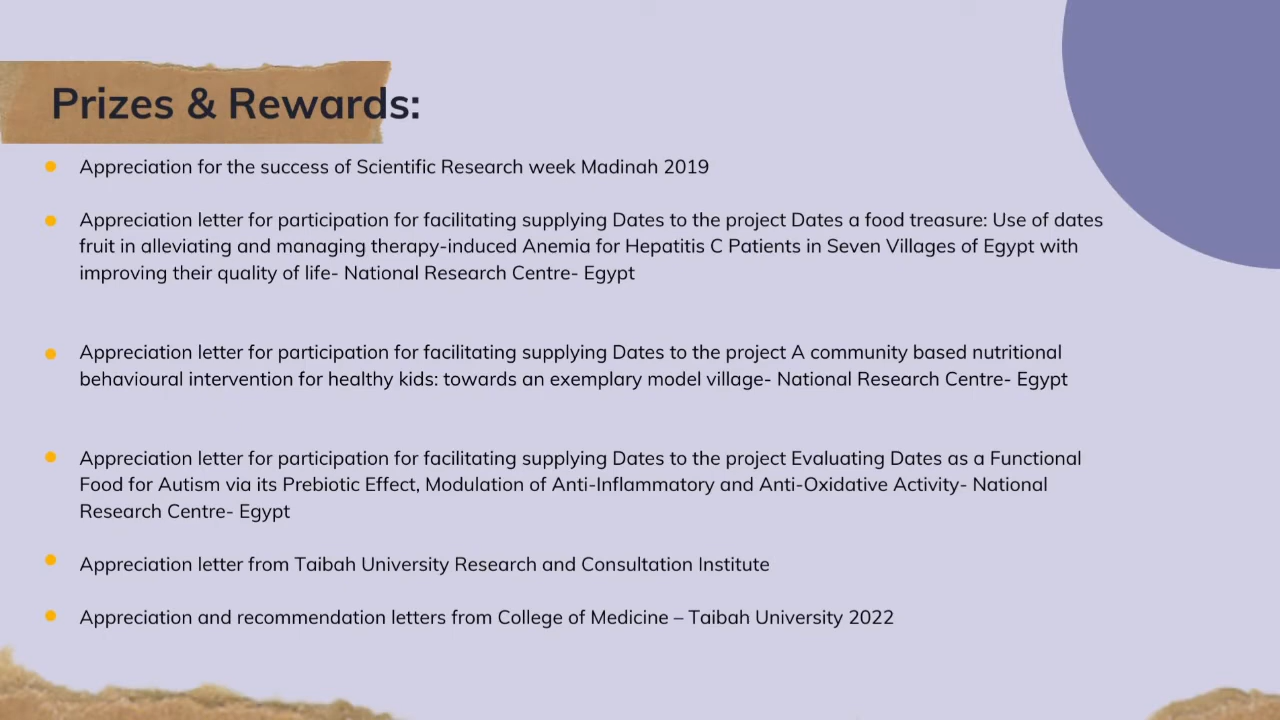 Prizes & Rewards:
Appreciation for the success of Scientific Research week Madinah 2019
Appreciation letter for participation for facilitating supplying Dates to the project Dates a food treasure: Use of dates
fruit in alleviating and managing therapy-induced Anemia for Hepatitis C Patients in Seven Villages of Egypt with
improving their quality of life- National Research Centre- Egypt
Appreciation letter for participation for facilitating supplying Dates to the project A community based nutritional
behavioural intervention for healthy kids: towards an exemplary model village- National Research Centre- Egypt
Appreciation letter for participation for facilitating supplying Dates to the project Evaluating Dates as a Functional
Food for Autism via its Prebiotic Effect, Modulation of Anti-Inflammatory and Anti-Oxidative Activity- National
Research Centre- Egypt
Appreciation letter from Taibah University Research and Consultation Institute
Appreciation and recommendation letters from College of Medicine – Taibah University 2022